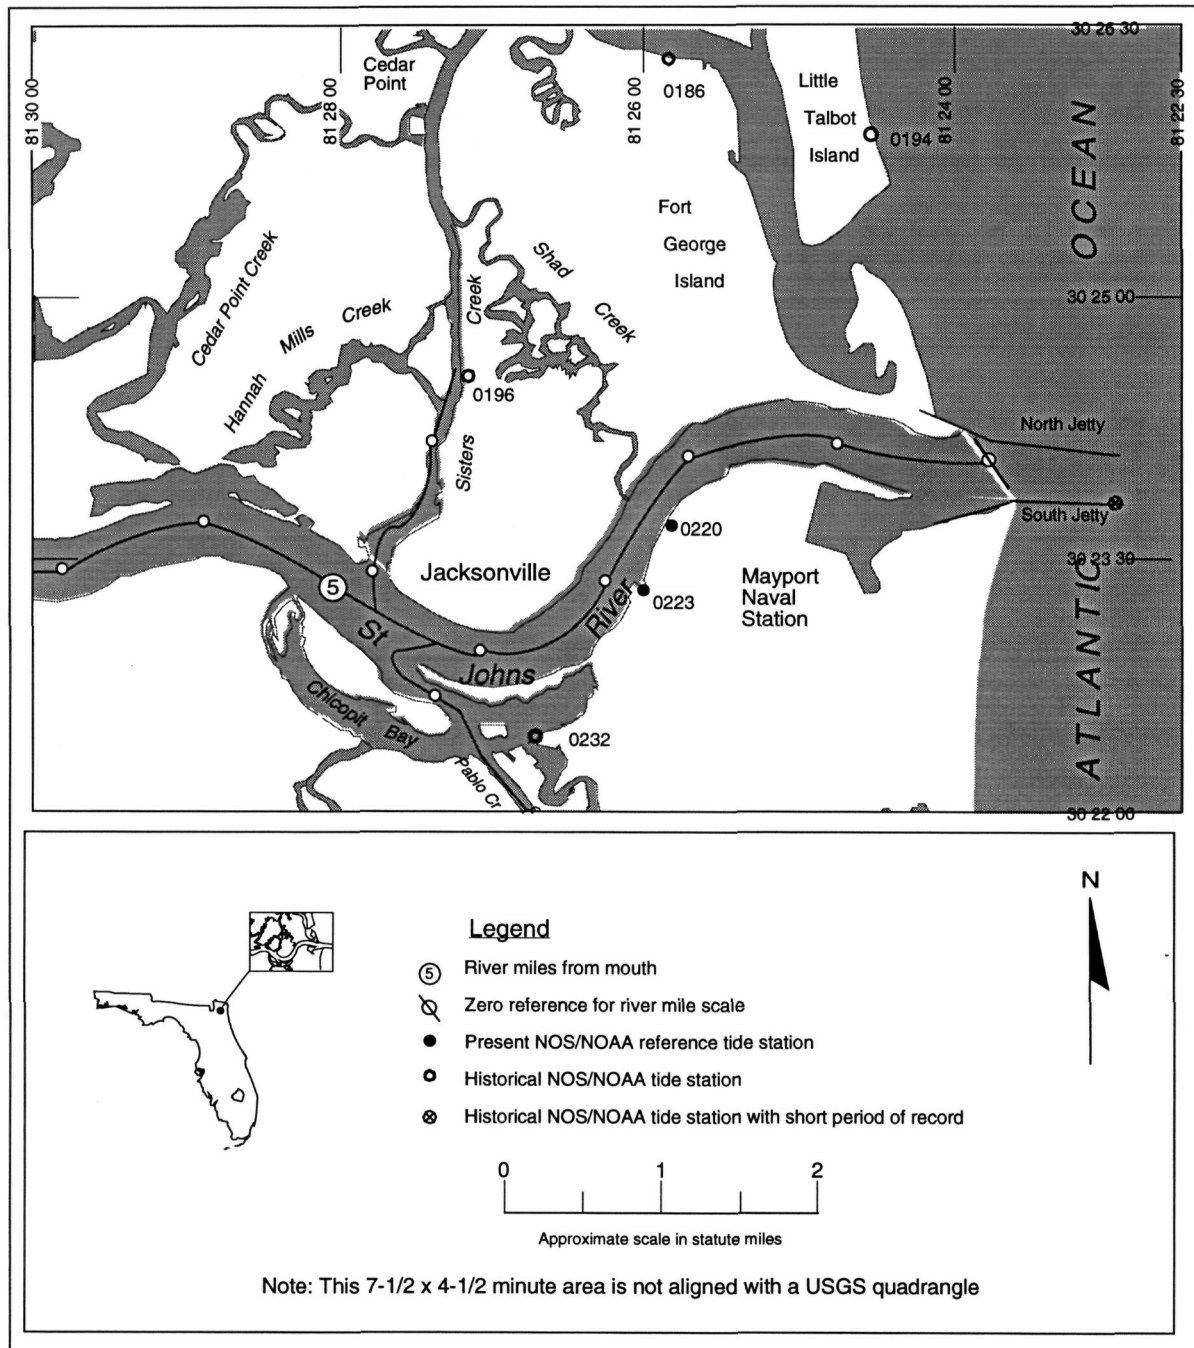 30 26 30
81 30 00
81 28 00
81 26 00
81 24 00
81 22 30
Cedar
Point
0186
Little
Talbot
Island
0194
OCEAN
Fort
George
Island
Shad
Creek
Cedar Point Creek
Hannah
Mills
Creek
Creek
Sisters
30 25 00
0196
North Jetty
South Jetty
0220
30 23 30
Jacksonville
5
0223
Mayport
Naval
Station
St
Johns
River
Chicopit
Bay
0232
Pablo Cr
ATLANTIC
30 22 00
N
Legend
5 River miles from mouth
Zero reference for river mile scale
Present NOS/NOAA reference tide station
Historical NOS/NOAA tide station
Historical NOS/NOAA tide station with short period of record
0 1 2
Approximate scale in statute miles
Note: This 7-1/2 x 4-1/2 minute area is not aligned with a USGS quadrangle